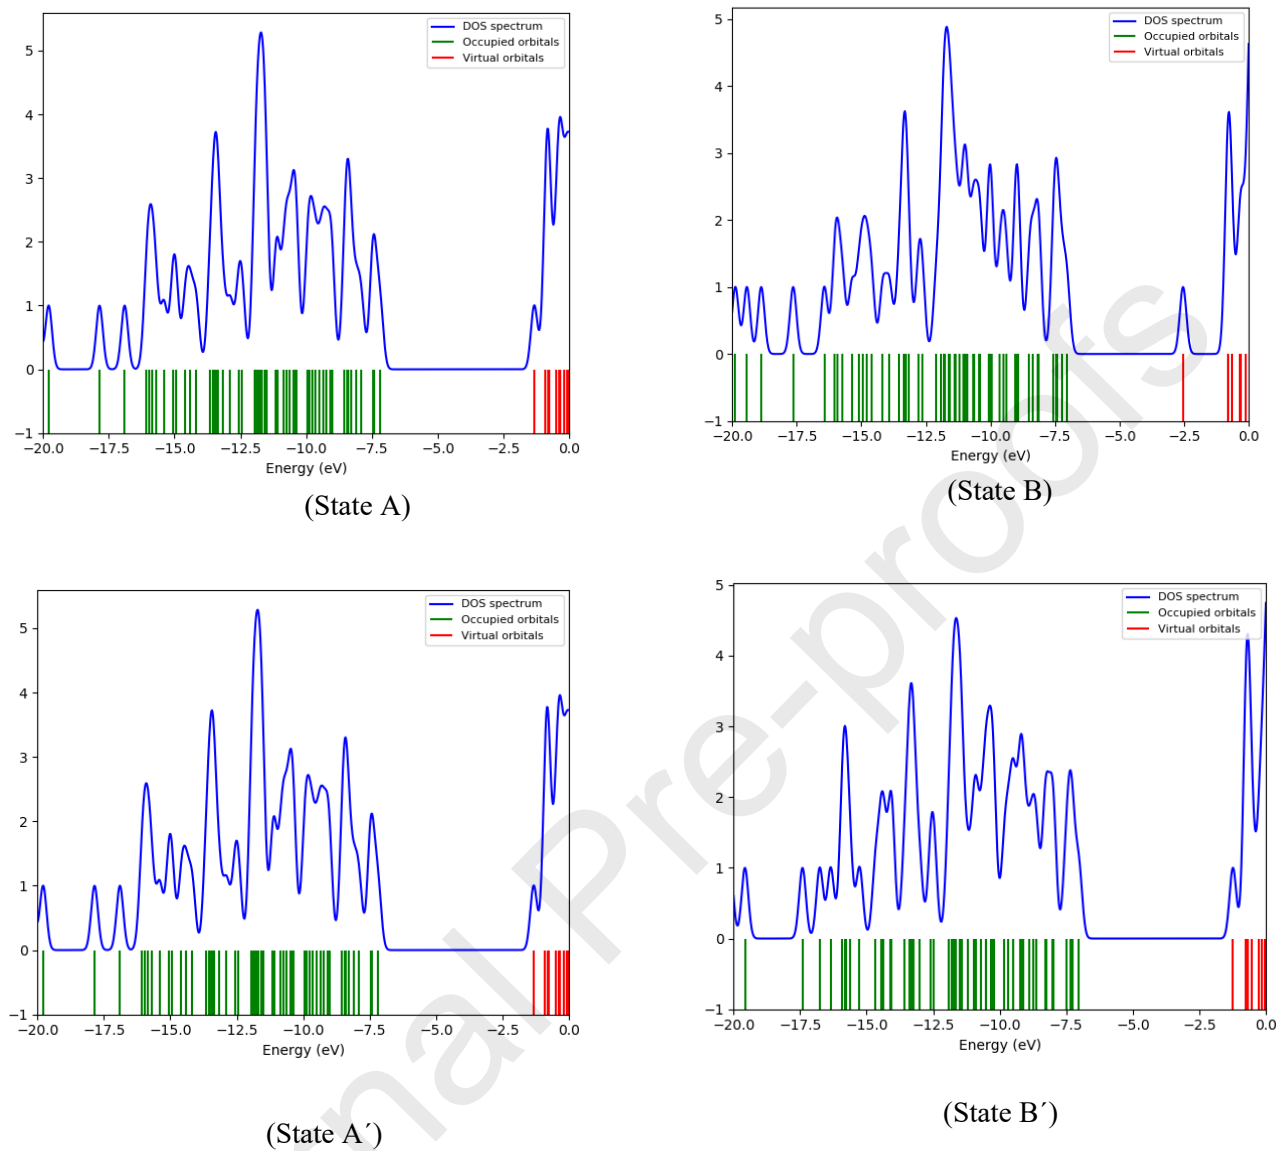 DOS spectrum
Occupied orbitals
Virtual orbitals
5
4
3
2
1
0
−1
−20.0 −17.5 −15.0 −12.5 −10.0 −7.5 −5.0 −2.5 0.0
Energy (eV)
(State A)
DOS spectrum
Occupied orbitals
Virtual orbitals
5
4
3
2
1
0
−1
−20.0 −17.5 −15.0 −12.5 −10.0 −7.5 −5.0 −2.5 0.0
Energy (eV)
(State B)
DOS spectrum
Occupied orbitals
Virtual orbitals
5
4
3
2
1
0
−1
−20.0 −17.5 −15.0 −12.5 −10.0 −7.5 −5.0 −2.5 0.0
Energy (eV)
(State A´)
DOS spectrum
Occupied orbitals
Virtual orbitals
5
4
3
2
1
0
−1
−20.0 −17.5 −15.0 −12.5 −10.0 −7.5 −5.0 −2.5 0.0
Energy (eV)
(State B´)
nal Pre-proofs